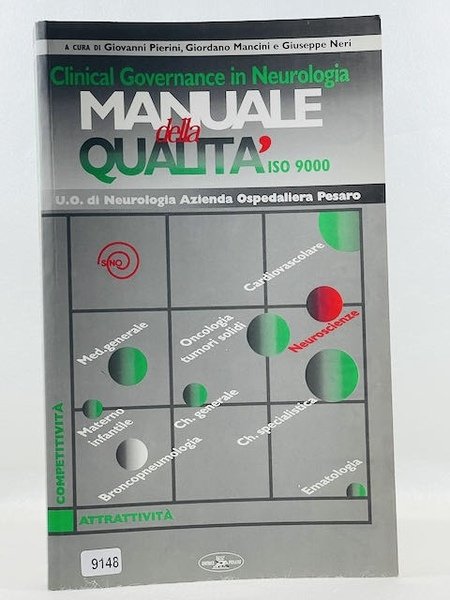 A CURA DI Giovanni Pierini, Giordano Mancini e Giuseppe Neri
Clinical Governance in Neurologia
MANUALE
della
QUALITA'
ISO 9000
U.O. di Neurologia Azienda Ospedaliera Pesaro
SINO
Cardiovascolare
Med. generale
Oncologia
tumori solidi
Neuroscienze
Materno
infantile
Ch. generale
Ch. specialistica
Broncopneumologia
Ematologia
COMPETITIVITÀ
ATTRATTIVITÀ
9148